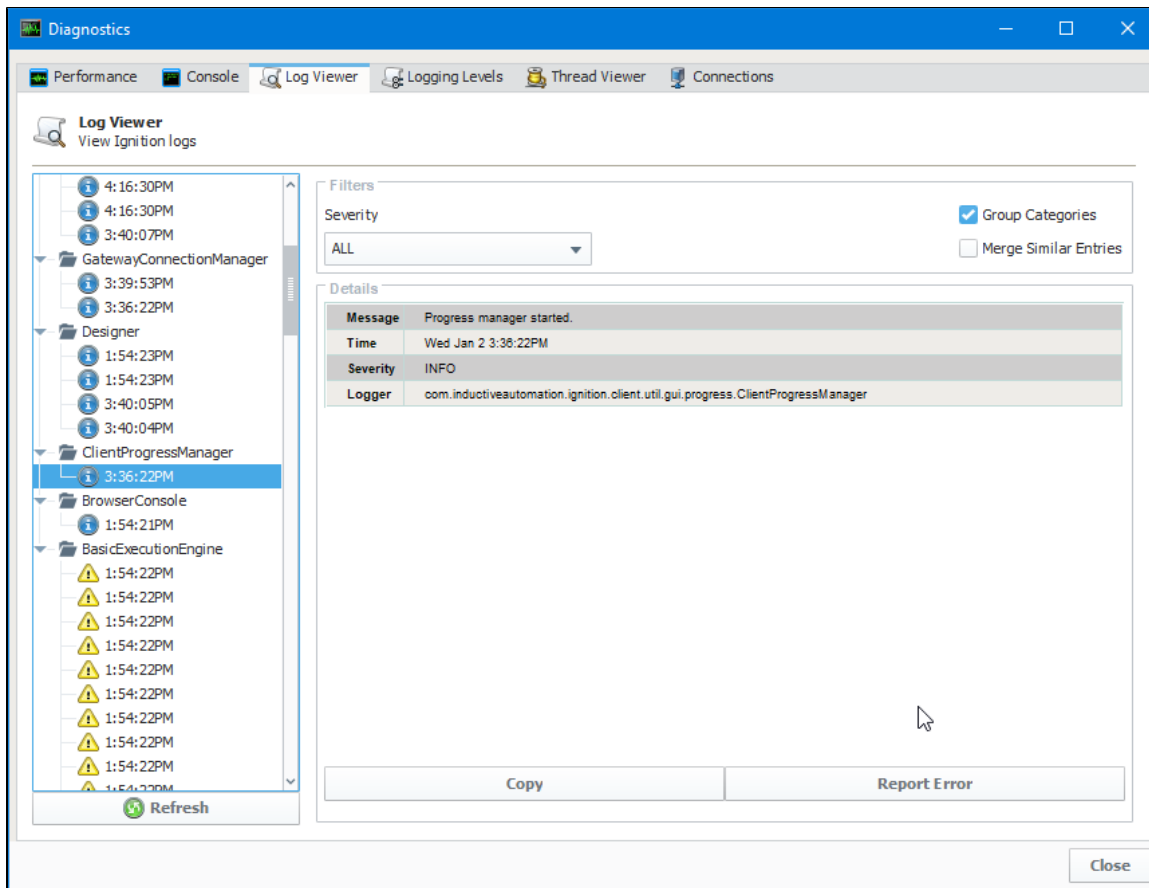 Diagnostics
Performance Console Log Viewer Logging Levels Thread Viewer Connections
Log Viewer
View Ignition logs
4:16:30PM
4:16:30PM
3:40:07PM
GatewayConnectionManager
3:39:53PM
3:36:22PM
Designer
1:54:23PM
1:54:23PM
3:40:05PM
3:40:04PM
ClientProgressManager
3:36:22PM
BrowserConsole
1:54:21PM
BasicExecutionEngine
1:54:22PM
1:54:22PM
1:54:22PM
1:54:22PM
1:54:22PM
1:54:22PM
1:54:22PM
1:54:22PM
1:54:22PM
1:54:22PM
Refresh
Filters
Severity
ALL
Group Categories
Merge Similar Entries
Details
Message Progress manager started.
Time Wed Jan 2 3:36:22PM
Severity INFO
Logger com.inductiveautomation.ignition.client.util.gui.progress.ClientProgressManager
Copy Report Error
Close